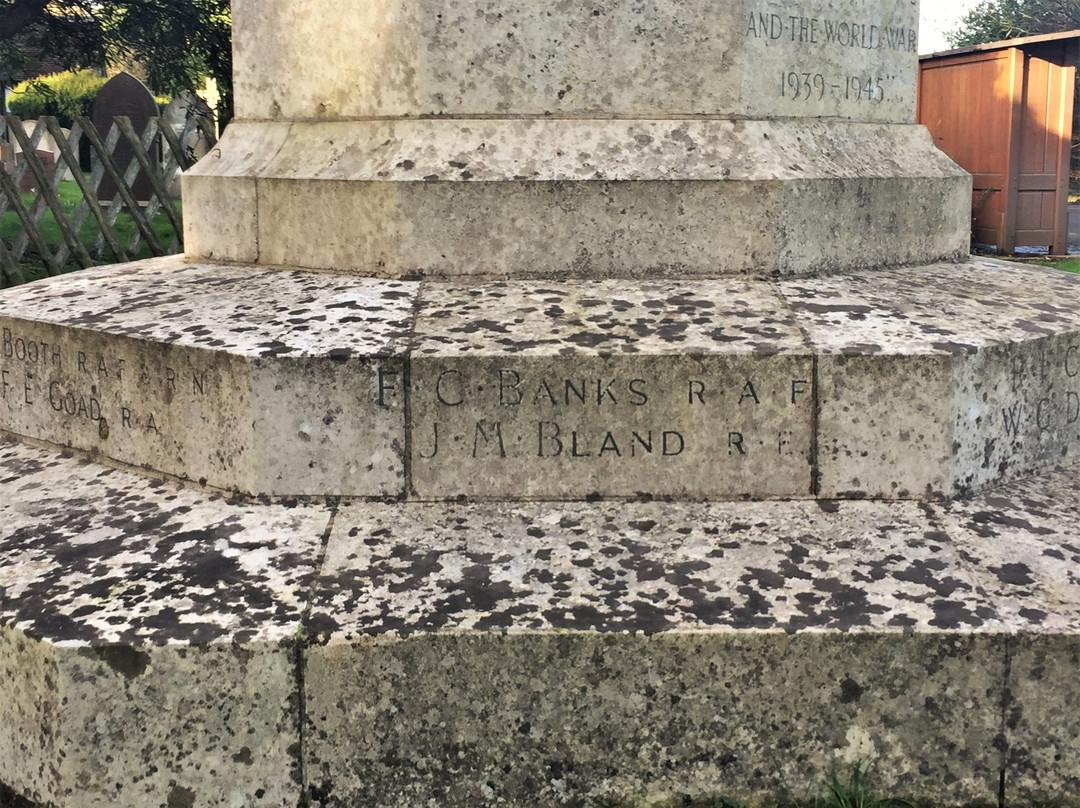 AND·THE·WORLD·WAR
1939-1945
BOOTH R A F R N
F E GOAD R A
F·C·BANKS R·A·F
J·M·BLAND R·E
W·C·D